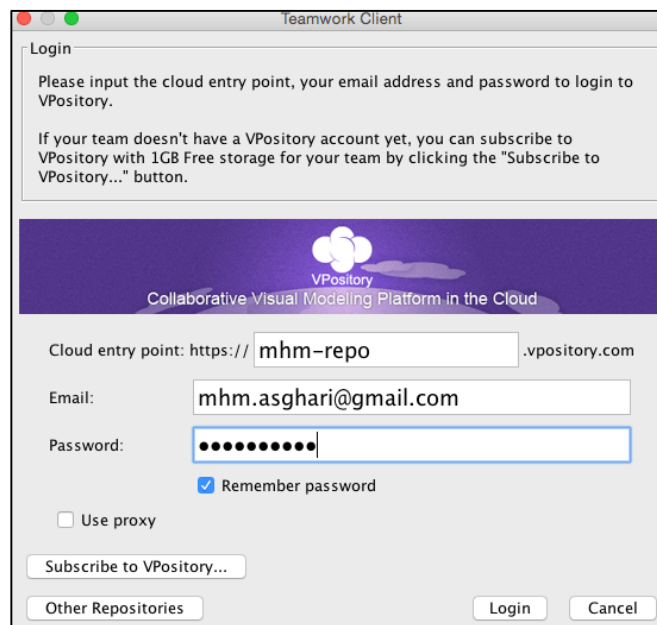 Teamwork Client
Login
Please input the cloud entry point, your email address and password to login to
VPository.
If your team doesn't have a VPository account yet, you can subscribe to
VPository with 1GB Free storage for your team by clicking the "Subscribe to
VPository..." button.
VPository
Collaborative Visual Modeling Platform in the Cloud
Cloud entry point: https:// mhm-repo .vpository.com
Email: mhm.asghari@gmail.com
Password: ●●●●●●●●●●
Remember password
Use proxy
Subscribe to VPository...
Other Repositories Login Cancel